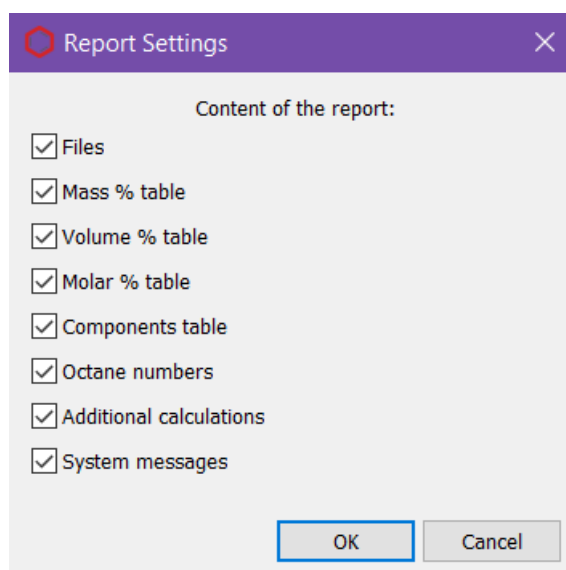 Report Settings
Content of the report:
Files
Mass % table
Volume % table
Molar % table
Components table
Octane numbers
Additional calculations
System messages
OK Cancel